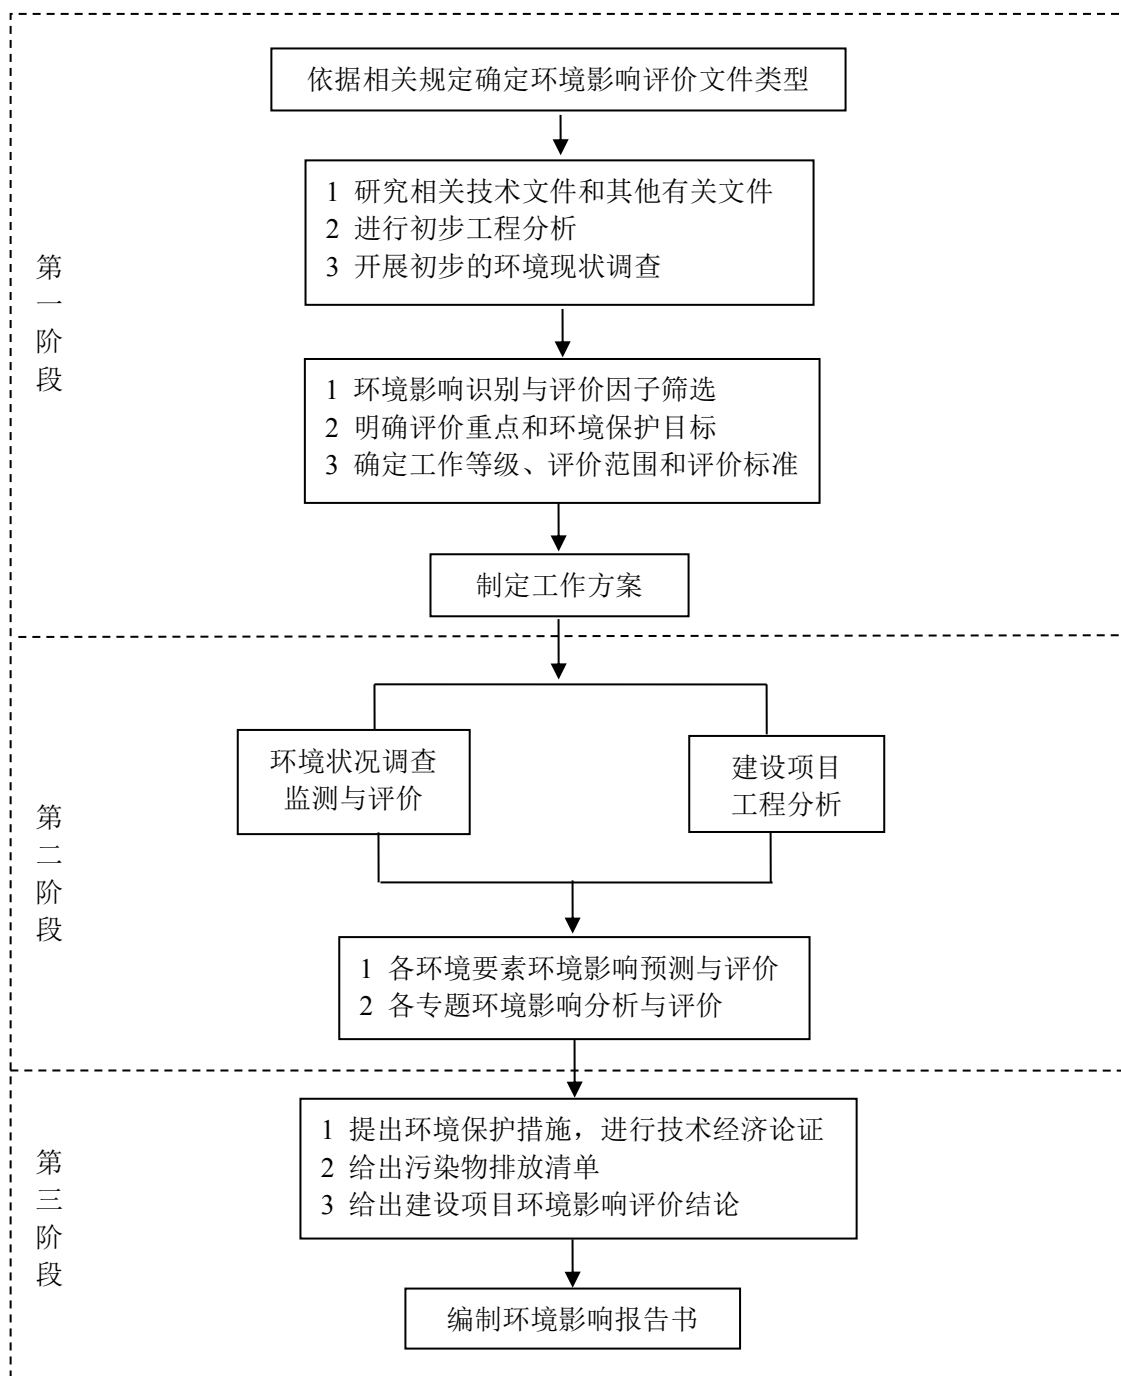 依据相关规定确定环境影响评价文件类型
1 研究相关技术文件和其他有关文件
2 进行初步工程分析
3 开展初步的环境现状调查
第
一
阶
段
1 环境影响识别与评价因子筛选
2 明确评价重点和环境保护目标
3 确定工作等级、评价范围和评价标准
制定工作方案
环境状况调查
监测与评价
建设项目
工程分析
第
二
阶
段
1 各环境要素环境影响预测与评价
2 各专题环境影响分析与评价
1 提出环境保护措施，进行技术经济论证
2 给出污染物排放清单
3 给出建设项目环境影响评价结论
第
三
阶
段
编制环境影响报告书